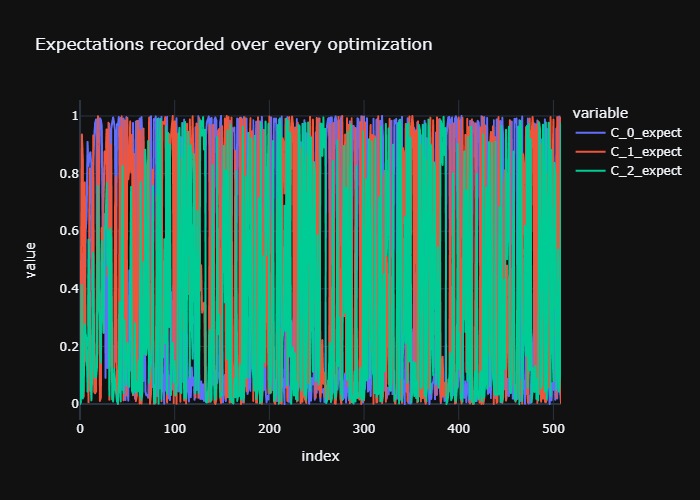 Expectations recorded over every optimization
variable
C_0_expect
C_1_expect
C_2_expect
value
1
0.8
0.6
0.4
0.2
0
0 100 200 300 400 500
index